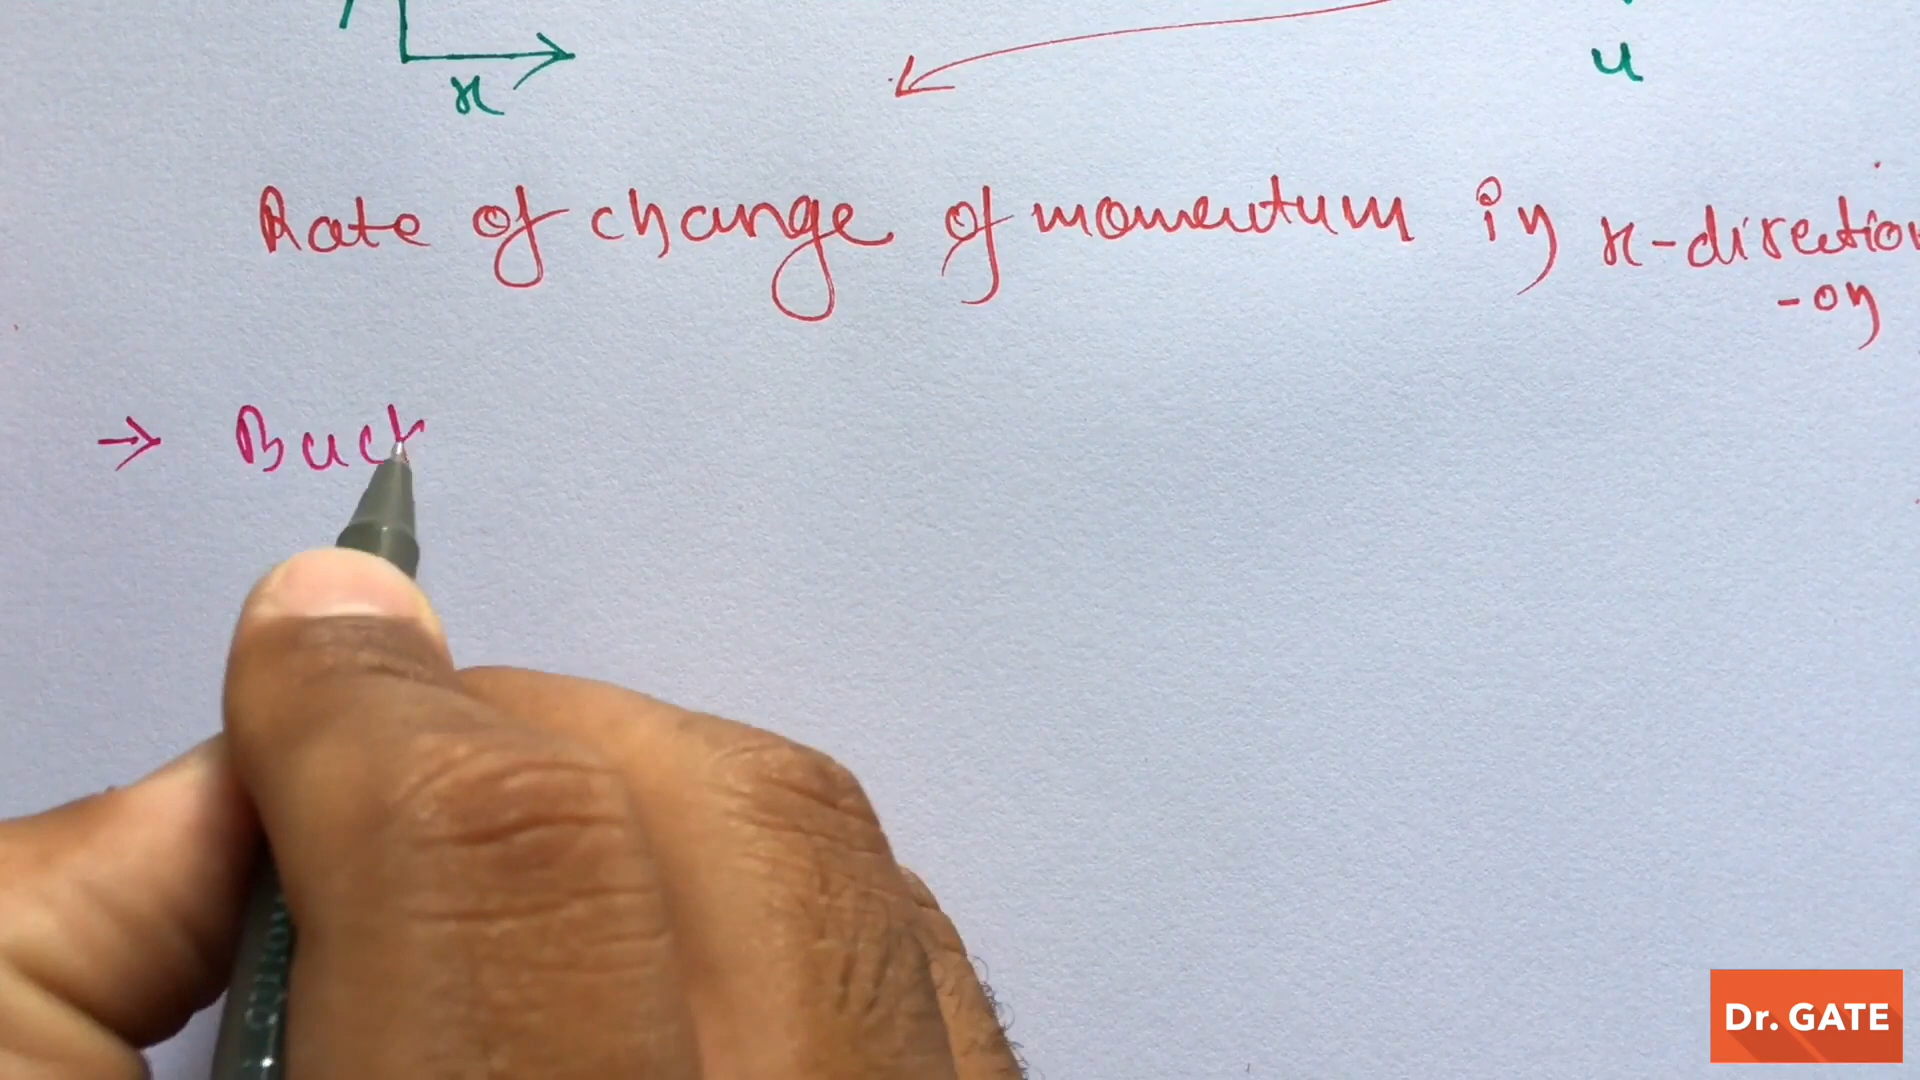 x
u
Rate of change of momentum in x-direction
-on
→ Buck
Dr. GATE